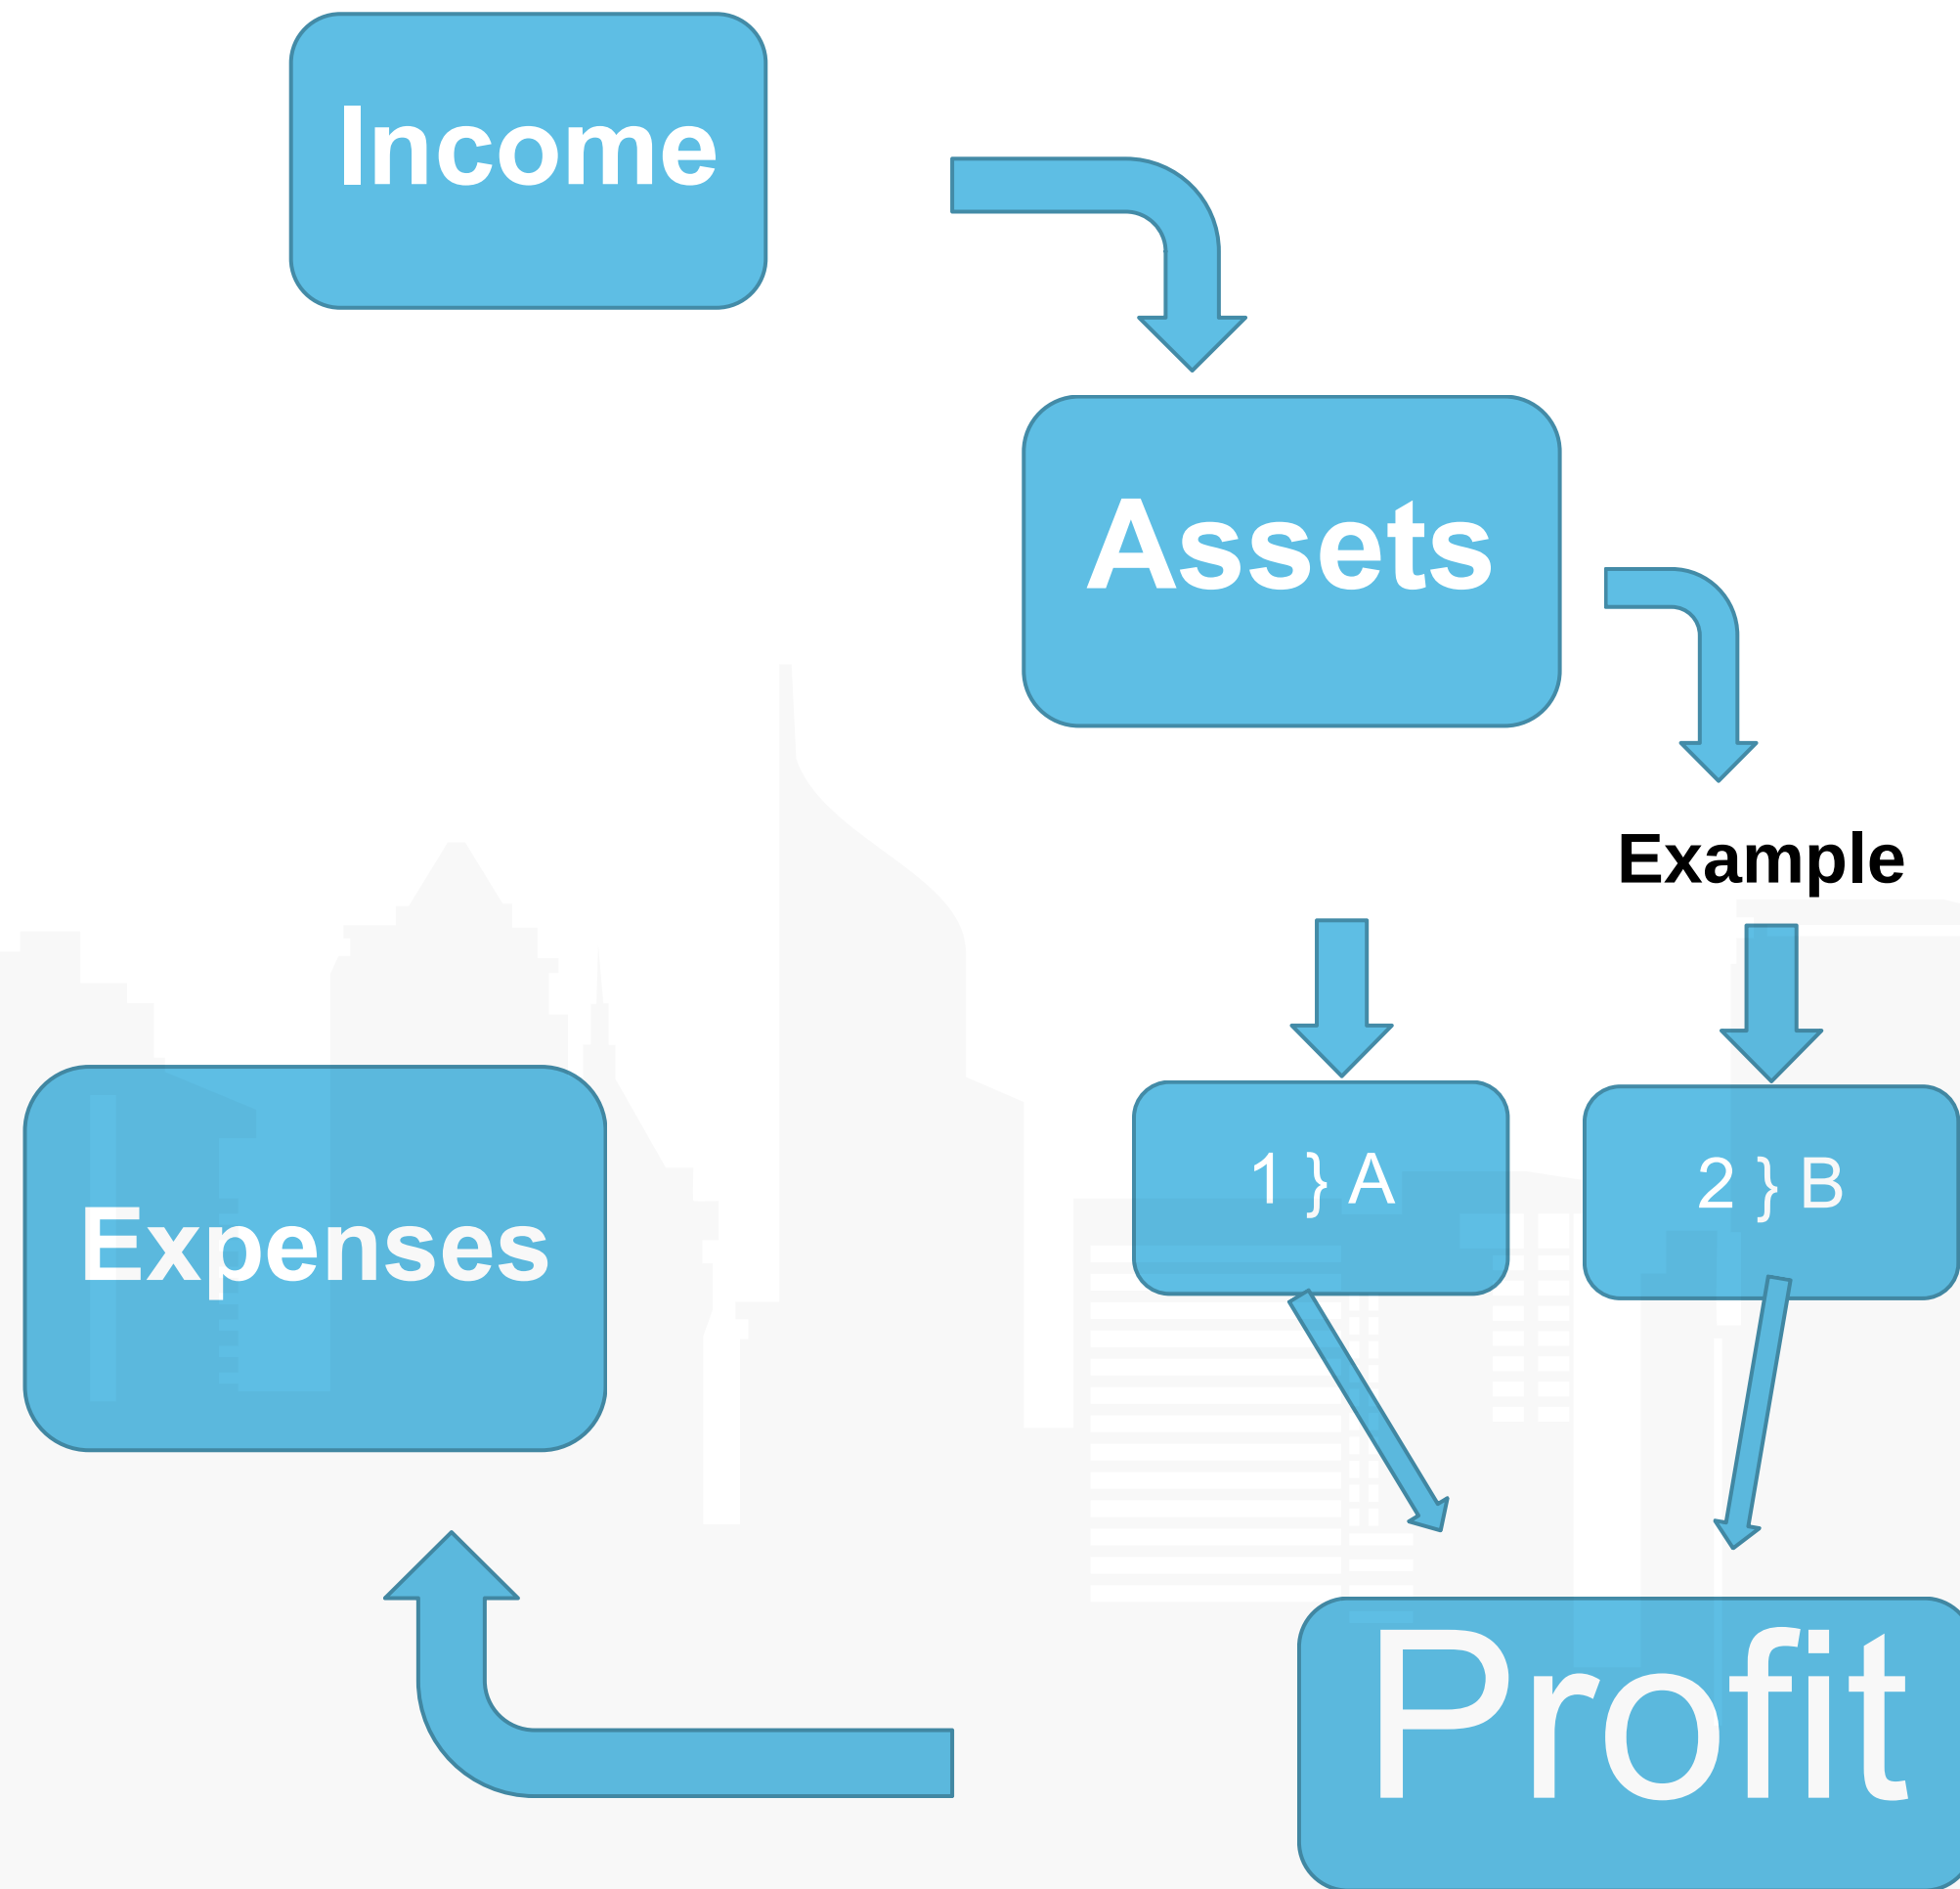 Income
Assets
Example
1 } A
2 } B
Expenses
Profit